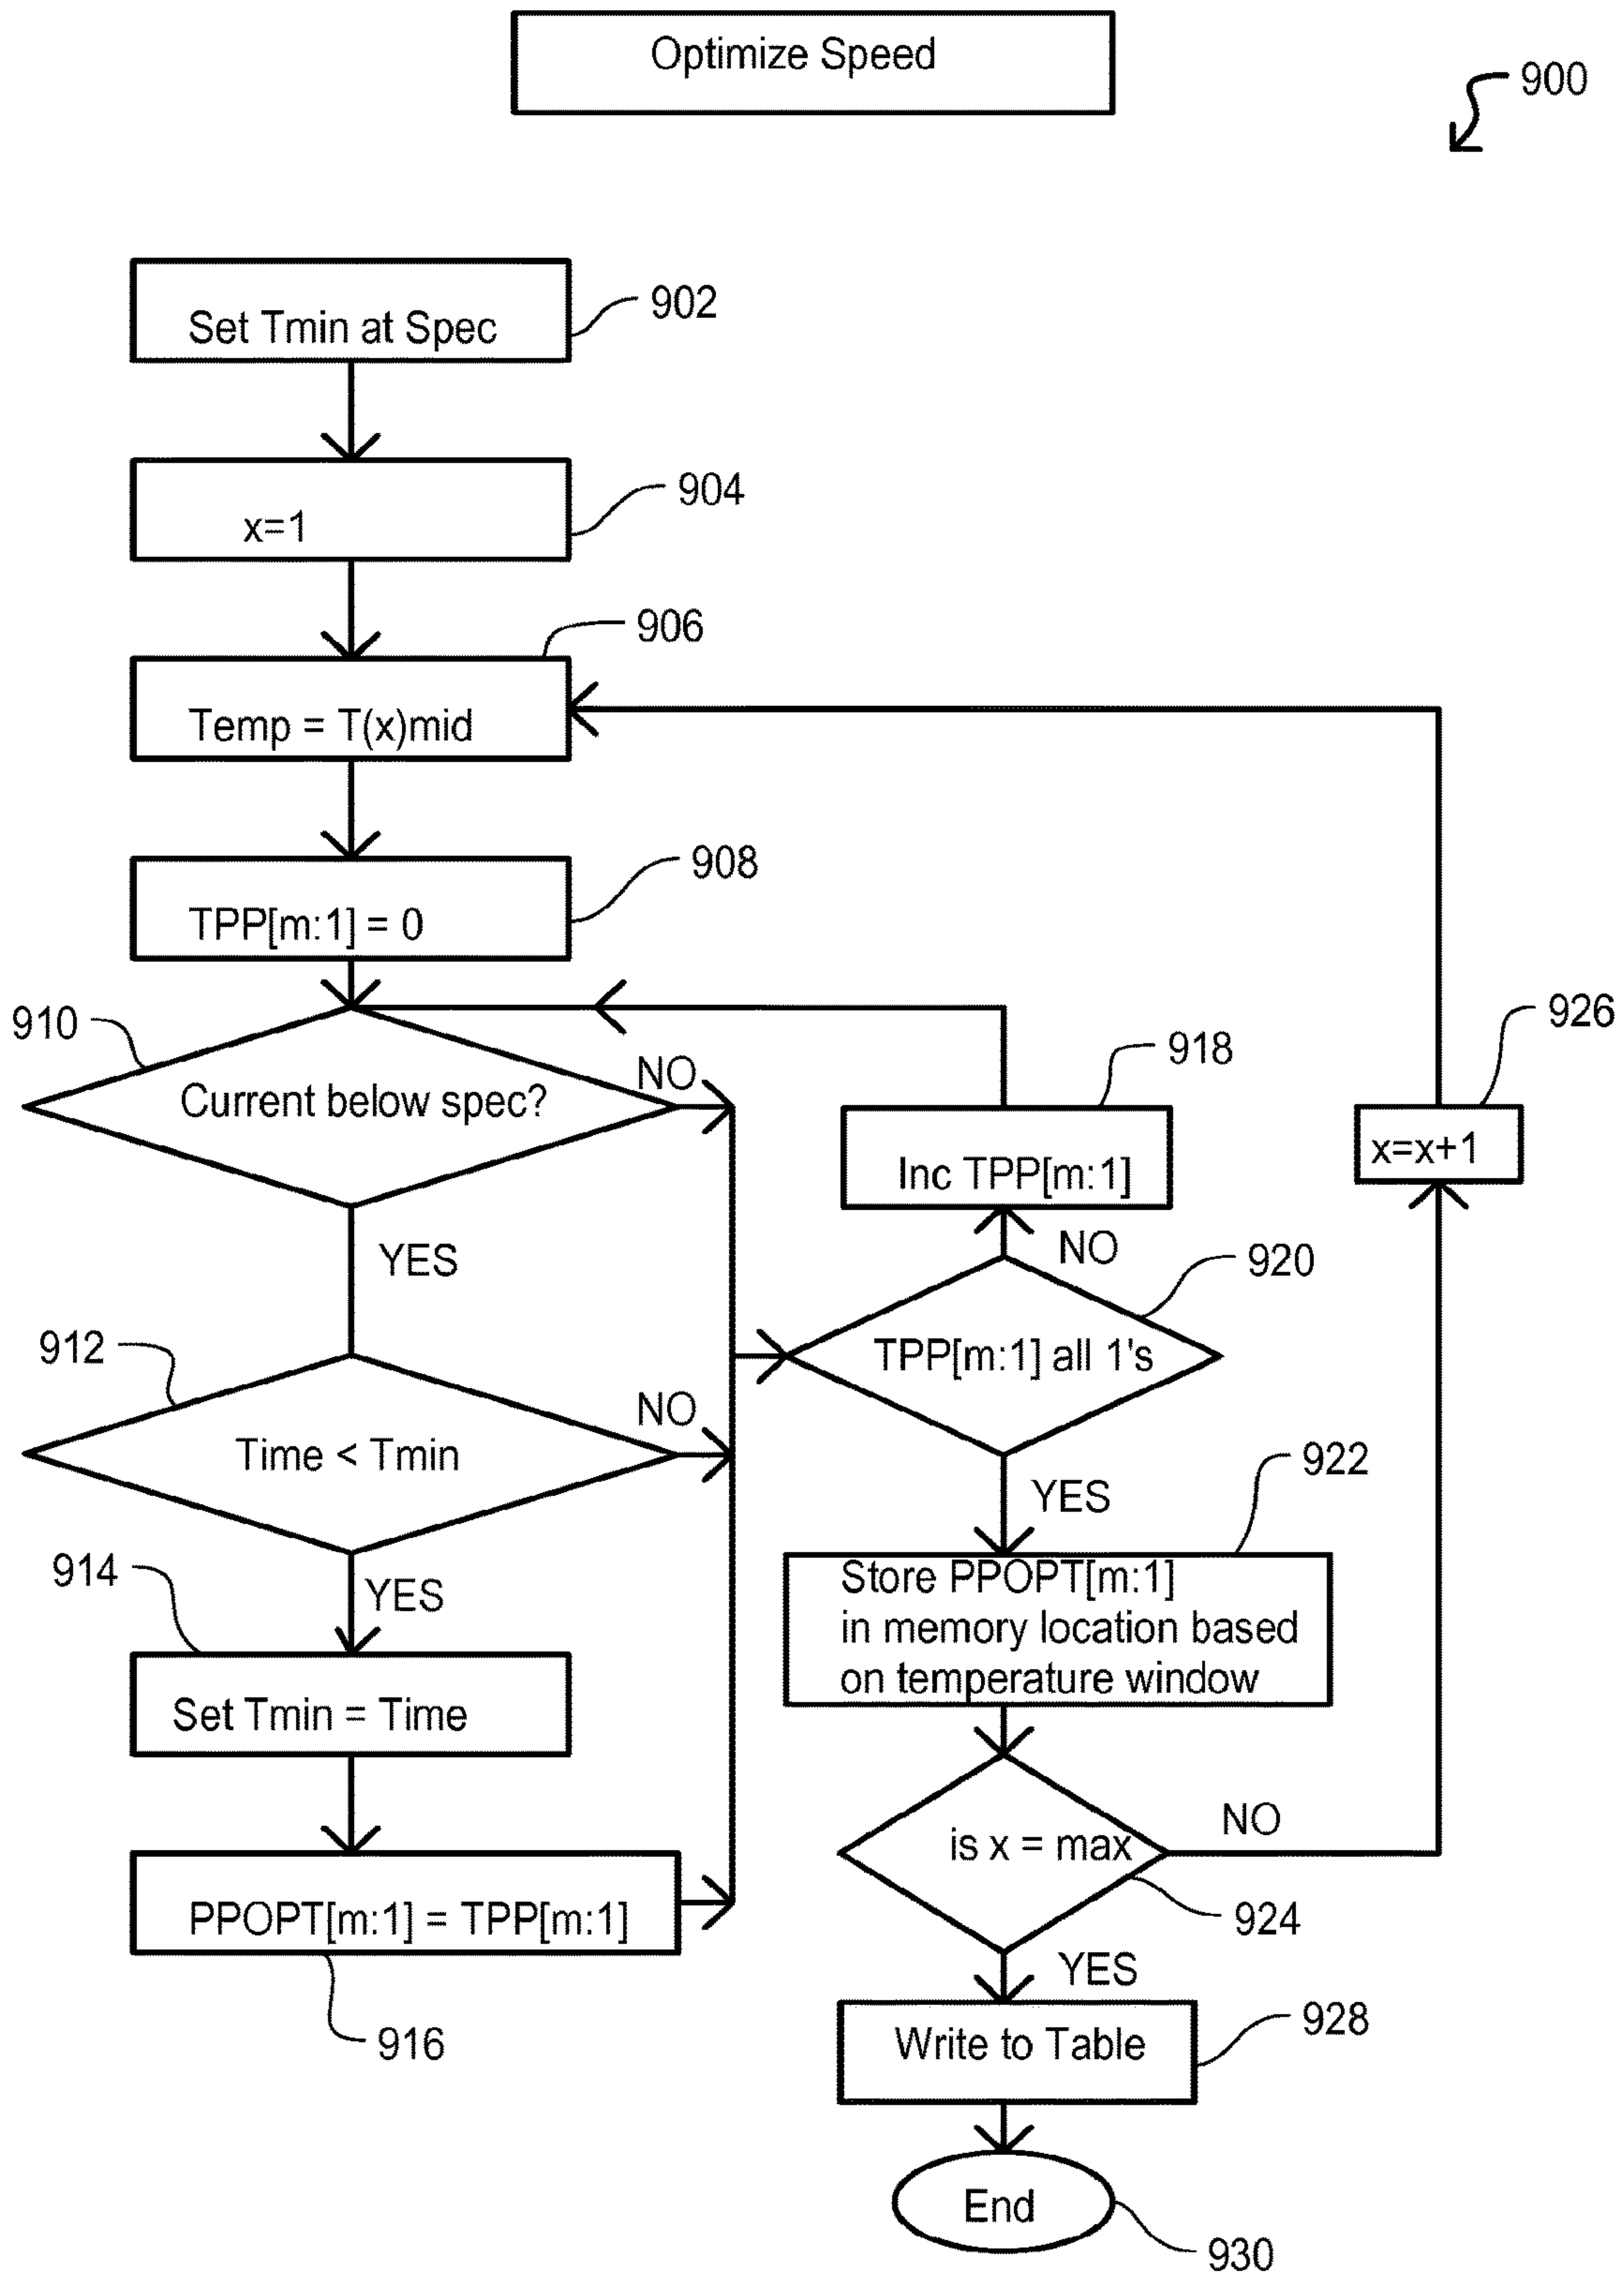 Optimize Speed
900
Set Tmin at Spec
902
x=1
904
Temp = T(x)mid
906
TPP[m:1] = 0
908
Current below spec?
910
NO
YES
Time < Tmin
912
NO
YES
Set Tmin = Time
914
PPOPT[m:1] = TPP[m:1]
916
Inc TPP[m:1]
918
NO
TPP[m:1] all 1's
920
YES
Store PPOPT[m:1]
in memory location based
on temperature window
922
is x = max
924
NO
x=x+1
926
YES
Write to Table
928
End
930